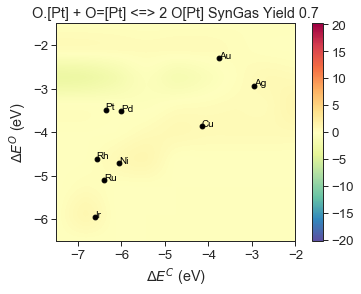 O.[Pt] + O=[Pt] <=> 2 O[Pt] SynGas Yield 0.7
ΔE^O (eV)
−2
−3
−4
−5
−6
Au
Ag
Pt
Pd
Cu
Rh
Ni
Ru
Ir
−7
−6
−5
−4
−3
−2
ΔE^C (eV)
20
15
10
5
0
−5
−10
−15
−20